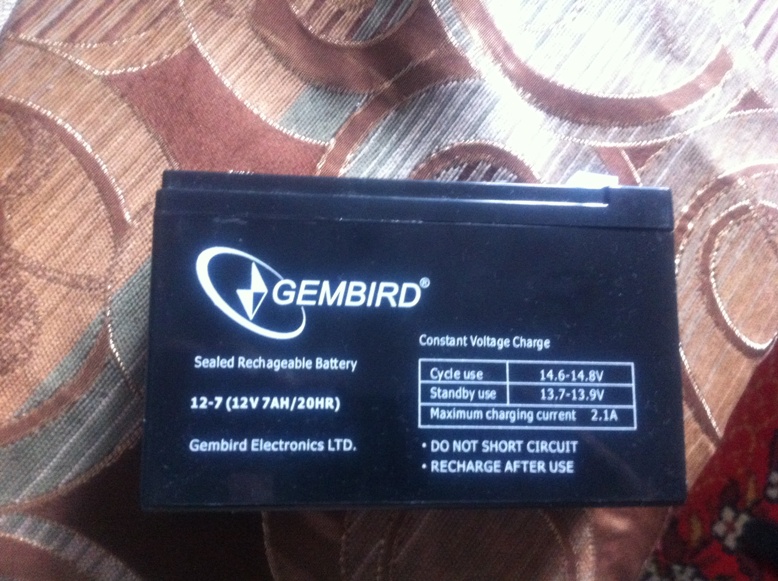 GEMBIRD®
Sealed Rechageable Battery
12-7 (12V 7AH/20HR)
Gembird Electronics LTD.
Constant Voltage Charge
Cycle use 14.6-14.8V
Standby use 13.7-13.9V
Maximum charging current 2.1A
• DO NOT SHORT CIRCUIT
• RECHARGE AFTER USE